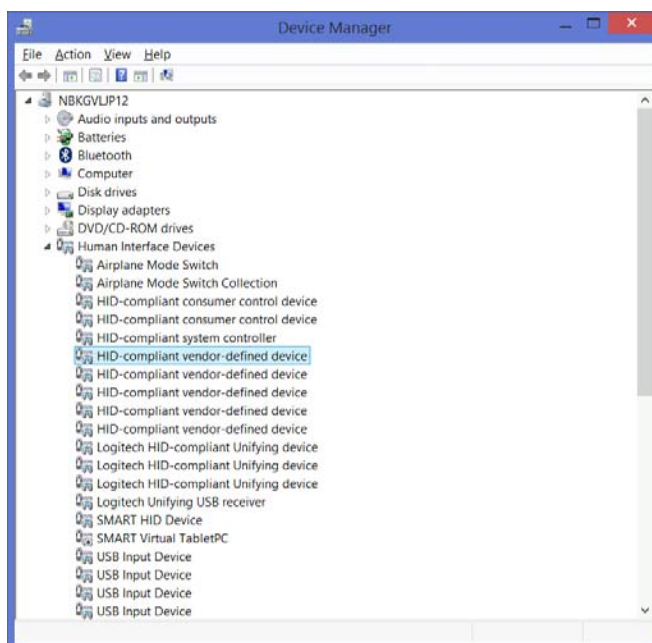 Device Manager
File Action View Help
NBKGVLJP12
Audio inputs and outputs
Batteries
Bluetooth
Computer
Disk drives
Display adapters
DVD/CD-ROM drives
Human Interface Devices
Airplane Mode Switch
Airplane Mode Switch Collection
HID-compliant consumer control device
HID-compliant consumer control device
HID-compliant system controller
HID-compliant vendor-defined device
HID-compliant vendor-defined device
HID-compliant vendor-defined device
HID-compliant vendor-defined device
HID-compliant vendor-defined device
Logitech HID-compliant Unifying device
Logitech HID-compliant Unifying device
Logitech HID-compliant Unifying device
Logitech Unifying USB receiver
SMART HID Device
SMART Virtual TabletPC
USB Input Device
USB Input Device
USB Input Device
USB Input Device